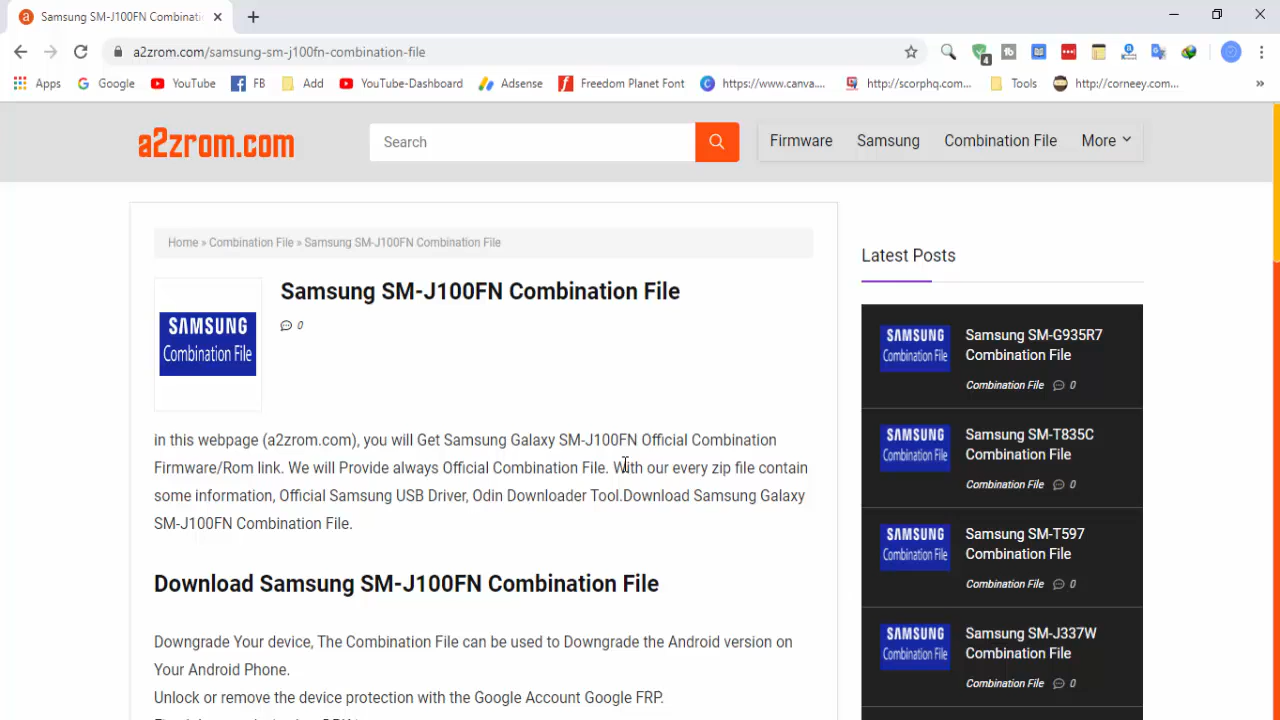 Samsung SM-J100FN Combinati
a2zrom.com/samsung-sm-j100fn-combination-file
4
Apps
Google
YouTube
FB
Add
YouTube-Dashboard
Adsense
Freedom Planet Font
https://www.canva....
http://scorphq.com...
Tools
http://corneey.com...
»
a2zrom.com
Search
Firmware
Samsung
Combination File
More
Home » Combination File » Samsung SM-J100FN Combination File
SAMSUNG
Combination File
Samsung SM-J100FN Combination File
0
in this webpage (a2zrom.com), you will Get Samsung Galaxy SM-J100FN Official Combination
Firmware/Rom link. We will Provide always Official Combination File. With our every zip file contain
some information, Official Samsung USB Driver, Odin Downloader Tool.Download Samsung Galaxy
SM-J100FN Combination File.
Download Samsung SM-J100FN Combination File
Downgrade Your device, The Combination File can be used to Downgrade the Android version on
Your Android Phone.
Unlock or remove the device protection with the Google Account Google FRP.
Latest Posts
SAMSUNG
Combination File
Samsung SM-G935R7
Combination File
Combination File 0
SAMSUNG
Combination File
Samsung SM-T835C
Combination File
Combination File 0
SAMSUNG
Combination File
Samsung SM-T597
Combination File
Combination File 0
SAMSUNG
Combination File
Samsung SM-J337W
Combination File
Combination File 0